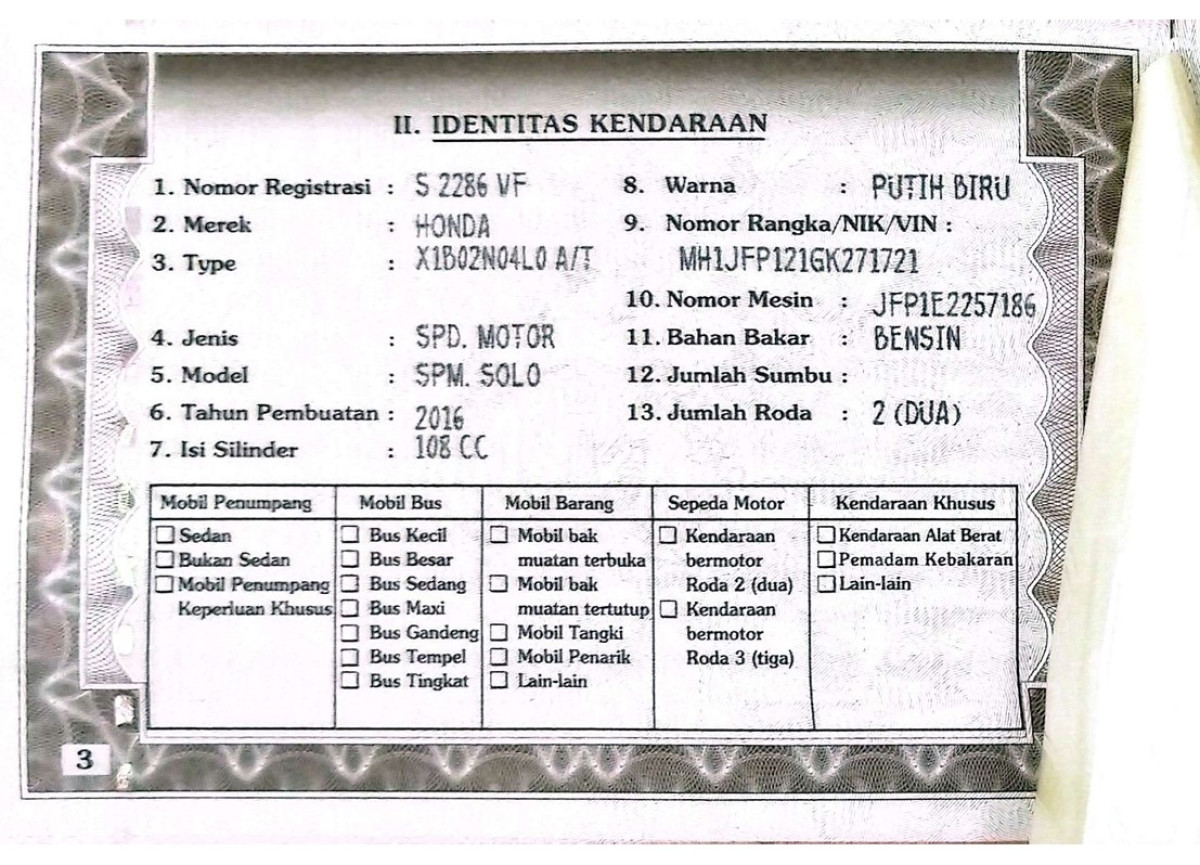 II. IDENTITAS KENDARAAN
1. Nomor Registrasi : S 2286 VF
2. Merek : HONDA
3. Type : X1B02N04L0 A/T
4. Jenis : SPD. MOTOR
5. Model : SPM. SOLO
6. Tahun Pembuatan : 2016
7. Isi Silinder : 108 CC
8. Warna : PUTIH BIRU
9. Nomor Rangka/NIK/VIN :
MH1JFP121GK271721
10. Nomor Mesin : JFP1E2257186
11. Bahan Bakar : BENSIN
12. Jumlah Sumbu :
13. Jumlah Roda : 2 (DUA)
Mobil Penumpang
Sedan
Bukan Sedan
Mobil Penumpang
Keperluan Khusus
Mobil Bus
Bus Kecil
Bus Besar
Bus Sedang
Bus Maxi
Bus Gandeng
Bus Tempel
Bus Tingkat
Mobil Barang
Mobil bak
muatan terbuka
Mobil bak
muatan tertutup
Mobil Tangki
Mobil Penarik
Lain-lain
Sepeda Motor
Kendaraan
bermotor
Roda 2 (dua)
Kendaraan
bermotor
Roda 3 (tiga)
Kendaraan Khusus
Kendaraan Alat Berat
Pemadam Kebakaran
Lain-lain
3